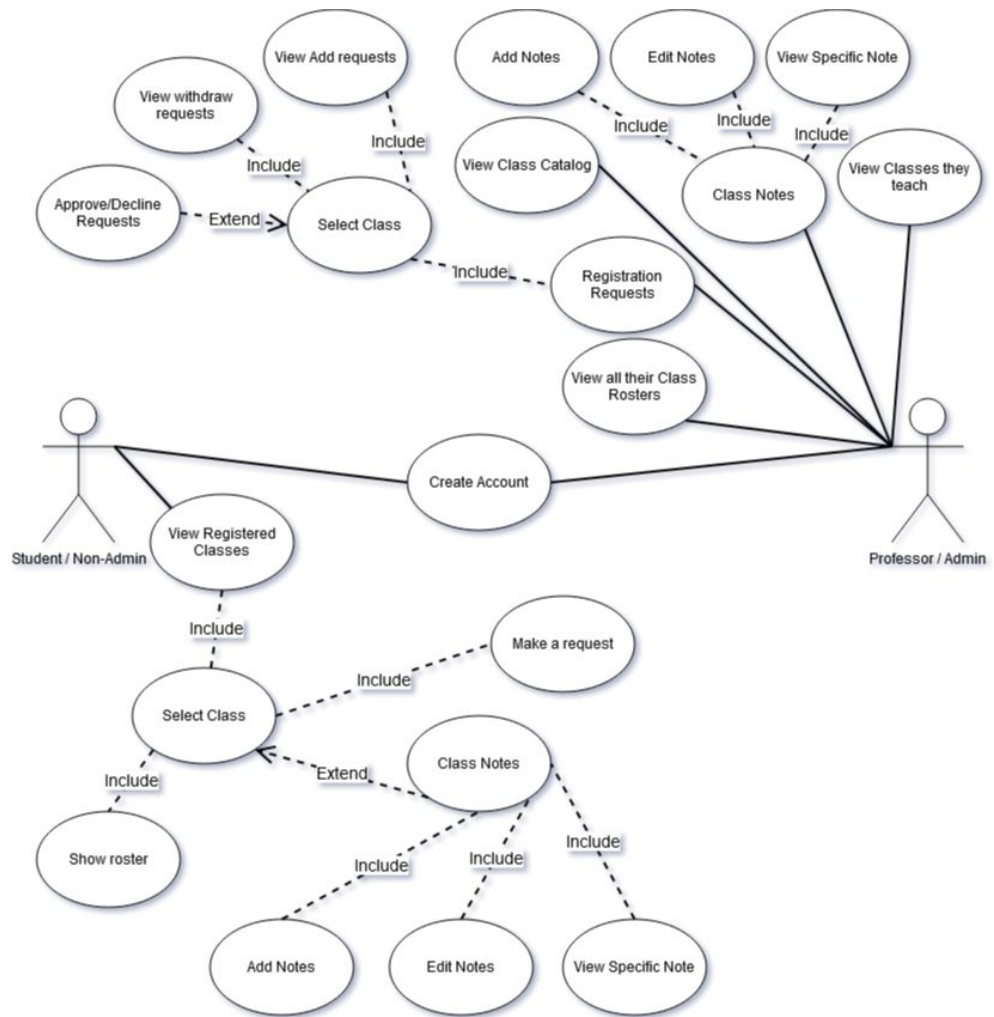 View Add requests
Add Notes
Edit Notes
View Specific Note
View withdraw
requests
Include
Include
Include
Include
Include
View Class Catalog
View Classes they
teach
Class Notes
Approve/Decline
Requests
Extend
Select Class
Include
Registration
Requests
View all their Class
Rosters
Create Account
View Registered
Classes
Student / Non-Admin
Professor / Admin
Include
Make a request
Include
Select Class
Class Notes
Extend
Include
Include
Include
Include
Show roster
Add Notes
Edit Notes
View Specific Note